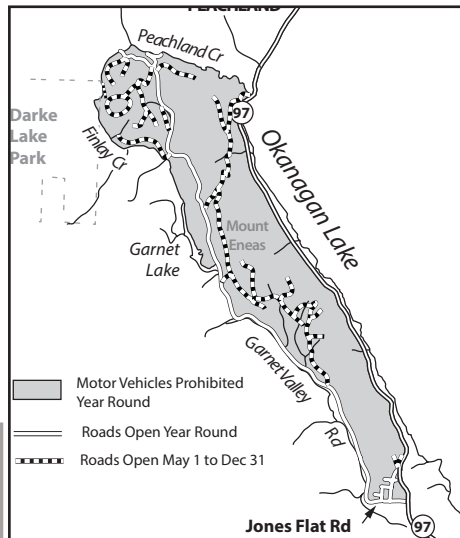 PEACHLAND
Peachland Cr
97
Darke
Lake
Park
Finlay Cr
Okanagan Lake
Mount
Eneas
Garnet
Lake
Garnet Valley
Rd
Motor Vehicles Prohibited
Year Round
Roads Open Year Round
Roads Open May 1 to Dec 31
Jones Flat Rd
97